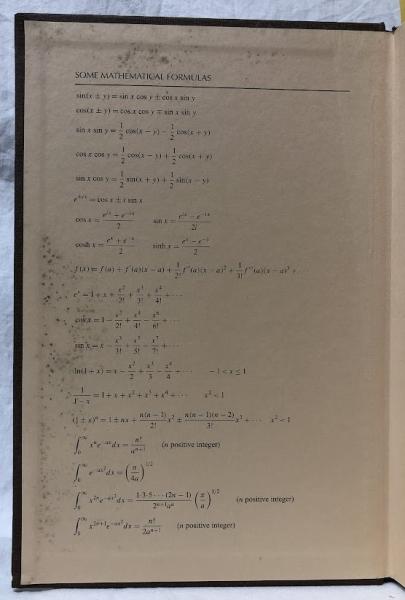 SOME MATHEMATICAL FORMULAS
sin(x ± y) = sin x cos y ± cos x sin y
cos(x ± y) = cos x cos y ∓ sin x sin y
sin x sin y = 1/2 cos(x − y) − 1/2 cos(x + y)
cos x cos y = 1/2 cos(x − y) + 1/2 cos(x + y)
sin x cos y = 1/2 sin(x + y) + 1/2 sin(x − y)
e^{±ix} = cos x ± i sin x
cos x = (e^{ix} + e^{−ix})/2 sin x = (e^{ix} − e^{−ix})/2i
cosh x = (e^x + e^{−x})/2 sinh x = (e^x − e^{−x})/2
f(x) = f(a) + f′(a)(x − a) + 1/2! f″(a)(x − a)² + 1/3! f‴(a)(x − a)³ + ⋯
e^x = 1 + x + x²/2! + x³/3! + x⁴/4! + ⋯
cos x = 1 − x²/2! + x⁴/4! − x⁶/6! + ⋯
sin x = x − x³/3! + x⁵/5! − x⁷/7! + ⋯
ln(1 + x) = x − x²/2 + x³/3 − x⁴/4 + ⋯ −1 < x ≤ 1
1/(1 − x) = 1 + x + x² + x³ + x⁴ + ⋯ x² < 1
(1 ± x)^n = 1 ± nx + n(n − 1)/2! x² ± n(n − 1)(n − 2)/3! x³ + ⋯ x² < 1
∫₀^∞ x^n e^{−ax} dx = n!/a^{n+1} (n positive integer)
∫₀^∞ e^{−ax²} dx = (π/4a)^{1/2}
∫₀^∞ x^{2n} e^{−ax²} dx = 1·3·5⋯(2n − 1)/2^{n+1}a^n (π/a)^{1/2} (n positive integer)
∫₀^∞ x^{2n+1} e^{−ax²} dx = n!/2a^{n+1} (n positive integer)